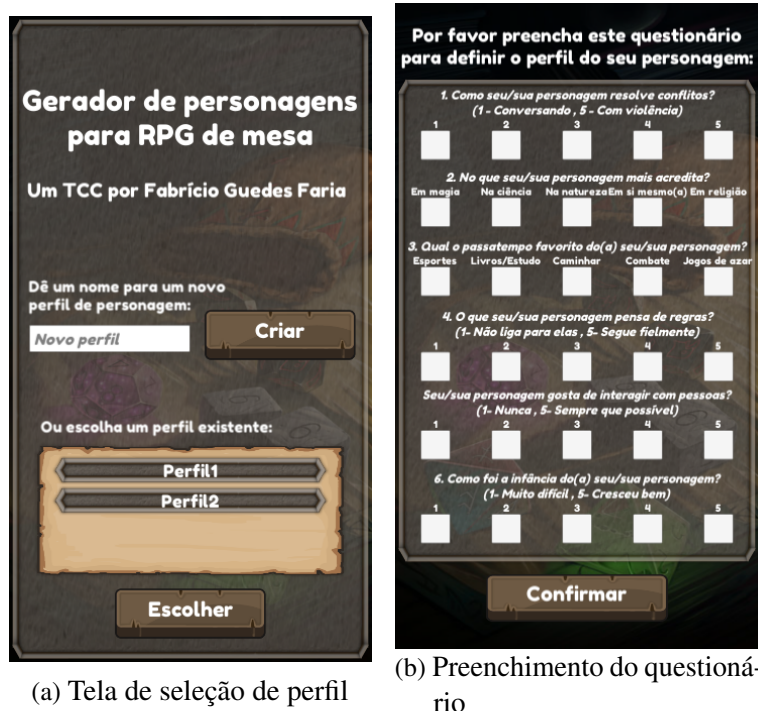 Gerador de personagens
para RPG de mesa
Um TCC por Fabrício Guedes Faria
Dê um nome para um novo
perfil de personagem:
Novo perfil
Criar
Ou escolha um perfil existente:
Perfil1
Perfil2
Escolher
(a) Tela de seleção de perfil
Por favor preencha este questionário
para definir o perfil do seu personagem:
1. Como seu/sua personagem resolve conflitos?
(1 - Conversando , 5 - Com violência)
1 2 3 4 5
2. No que seu/sua personagem mais acredita?
Em magia Na ciência Na natureza Em si mesmo(a) Em religião
3. Qual o passatempo favorito do(a) seu/sua personagem?
Esportes Livros/Estudo Caminhar Combate Jogos de azar
4. O que seu/sua personagem pensa de regras?
(1- Não liga para elas , 5- Segue fielmente)
1 2 3 4 5
Seu/sua personagem gosta de interagir com pessoas?
(1- Nunca , 5- Sempre que possível)
1 2 3 4 5
6. Como foi a infância do(a) seu/sua personagem?
(1- Muito difícil , 5- Cresceu bem)
1 2 3 4 5
Confirmar
(b) Preenchimento do questioná-
rio